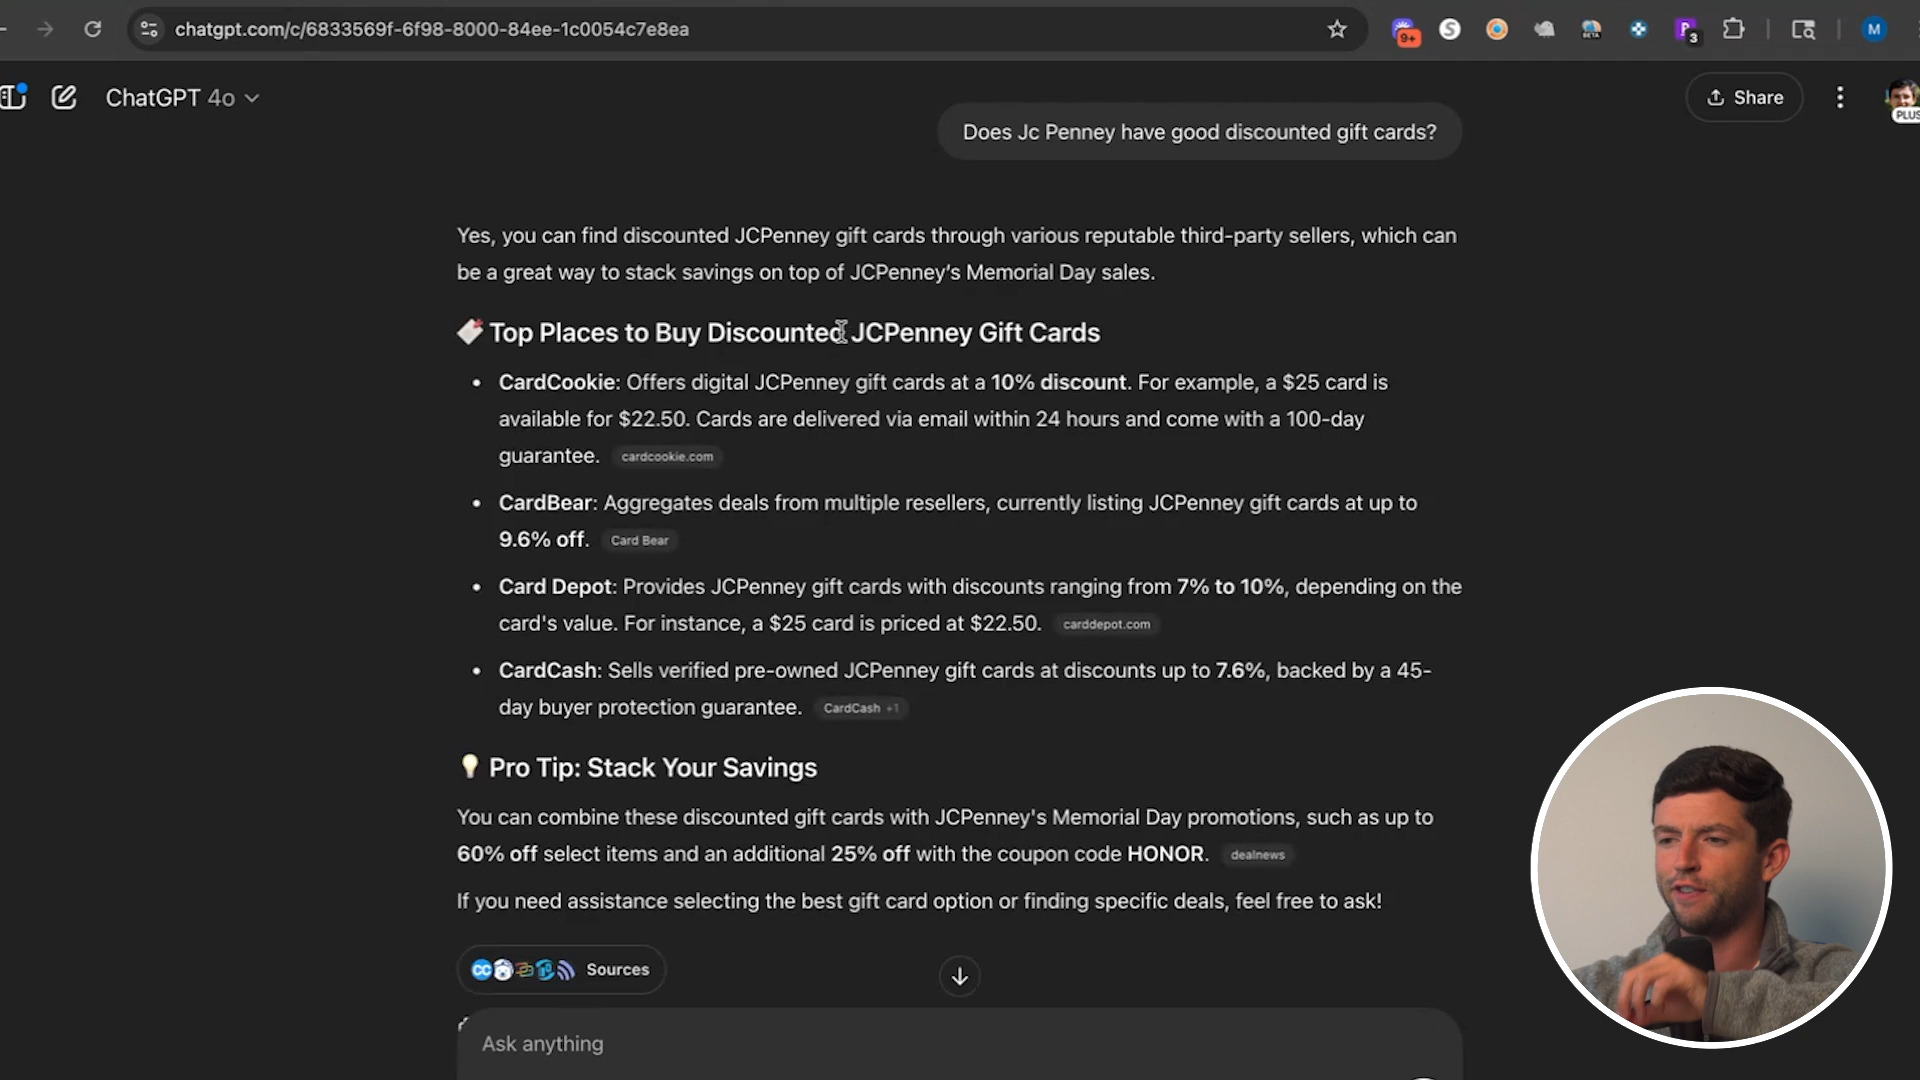 chatgpt.com/c/6833569f-6f98-8000-84ee-1c0054c7e8ea
9+
S
BETA
P
3
M
ChatGPT 4o
Share
PLUS
Does Jc Penney have good discounted gift cards?
Yes, you can find discounted JCPenney gift cards through various reputable third-party sellers, which can
be a great way to stack savings on top of JCPenney's Memorial Day sales.
Top Places to Buy Discounted JCPenney Gift Cards
• CardCookie: Offers digital JCPenney gift cards at a 10% discount. For example, a $25 card is
available for $22.50. Cards are delivered via email within 24 hours and come with a 100-day
guarantee. cardcookie.com
• CardBear: Aggregates deals from multiple resellers, currently listing JCPenney gift cards at up to
9.6% off. Card Bear
• Card Depot: Provides JCPenney gift cards with discounts ranging from 7% to 10%, depending on the
card's value. For instance, a $25 card is priced at $22.50. carddepot.com
• CardCash: Sells verified pre-owned JCPenney gift cards at discounts up to 7.6%, backed by a 45-
day buyer protection guarantee. CardCash +1
Pro Tip: Stack Your Savings
You can combine these discounted gift cards with JCPenney's Memorial Day promotions, such as up to
60% off select items and an additional 25% off with the coupon code HONOR. dealnews
If you need assistance selecting the best gift card option or finding specific deals, feel free to ask!
CC
Sources
Ask anything